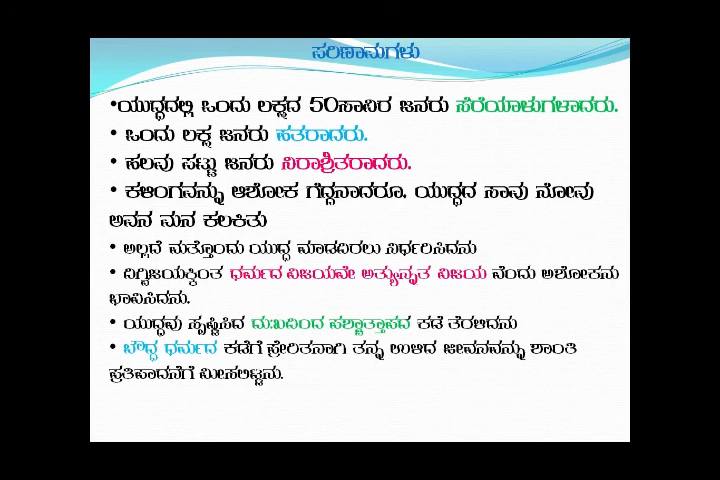 ಪರಿಣಾಮಗಳು
•ಯುದ್ಧದಲ್ಲಿ ಒಂದು ಲಕ್ಷದ 50ಸಾವಿರ ಜನರು ಸೆರೆಯಾಳುಗಳಾದರು.
• ಒಂದು ಲಕ್ಷ ಜನರು ಹತರಾದರು.
• ಹಲವು ಪಟ್ಟು ಜನರು ನಿರಾಶ್ರಿತರಾದರು.
• ಕಳಿಂಗವನ್ನು ಆಶೋಕ ಗೆದ್ದನಾದರೂ. ಯುದ್ಧದ ಸಾವು ನೋವು
ಅವನ ಮನ ಕಲಕಿತು
• ಅಲ್ಲದೆ ಮತ್ತೊಂದು ಯುದ್ಧ ಮಾಡದಿರಲು ನಿರ್ಧರಿಸಿದನು
• ದಿಗ್ವಿಜಯಕ್ಕಿಂತ ಧರ್ಮದ ವಿಜಯವೇ ಅತ್ಯುನ್ನತ ವಿಜಯ ವೆಂದು ಅಶೋಕನು
ಭಾವಿಸಿದನು.
• ಯುದ್ಧವು ಸೃಷ್ಟಿಸಿದ ದುಃಖದಿಂದ ಪಶ್ಚಾತ್ತಾಪದ ಕಡೆ ತೆರಳಿದನು
• ಬೌದ್ಧ ಧರ್ಮದ ಕಡೆಗೆ ಪ್ರೇರಿತನಾಗಿ ತನ್ನ ಉಳಿದ ಜೀವನವನ್ನು ಶಾಂತಿ
ಪ್ರತಿಪಾದನೆಗೆ ಮೀಸಲಿಟ್ಟನು.